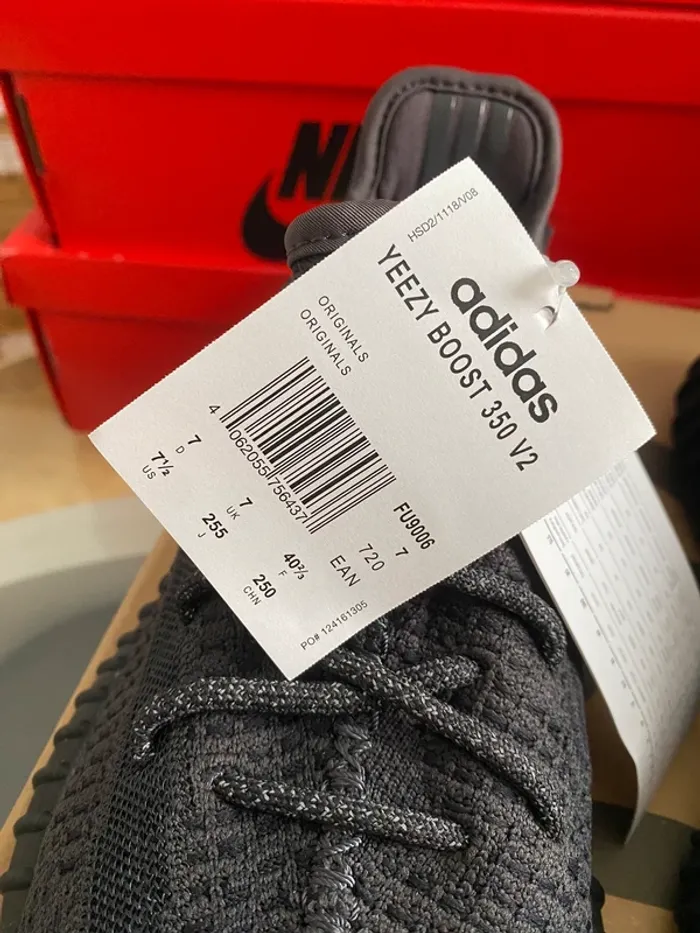 NI
HSD2/1118/V08
adidas
YEEZY BOOST 350 V2
ORIGINALS
ORIGINALS
4 062055 756437
FU9006
7 7 720 7
D UK EAN
7½ 255 40⅔
US J F
250
CHN
PO# 124161305